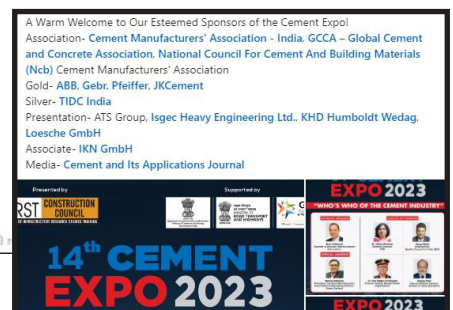 A Warm Welcome to Our Esteemed Sponsors of the Cement Expo!
Association- Cement Manufacturers' Association - India, GCCA – Global Cement
and Concrete Association, National Council For Cement And Building Materials
(Ncb) Cement Manufacturers' Association
Gold- ABB, Gebr. Pfeiffer, JKCement
Silver- TIDC India
Presentation- ATS Group, Isgec Heavy Engineering Ltd., KHD Humboldt Wedag,
Loesche GmbH
Associate- IKN GmbH
Media- Cement and Its Applications Journal
Presented by
Supported by
RST CONSTRUCTION
COUNCIL
14th CEMENT
EXPO 2023
EXPO 2023
"WHO'S WHO OF THE CEMENT INDUSTRY"
EXPO 2023